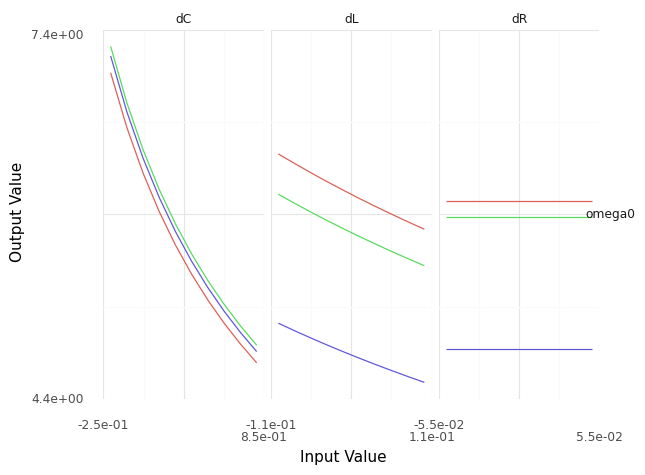 dC dL dR
7.4e+00
Output Value
omega0
4.4e+00
-2.5e-01 -1.1e-01 -5.5e-02
8.5e-01 1.1e-01 5.5e-02
Input Value